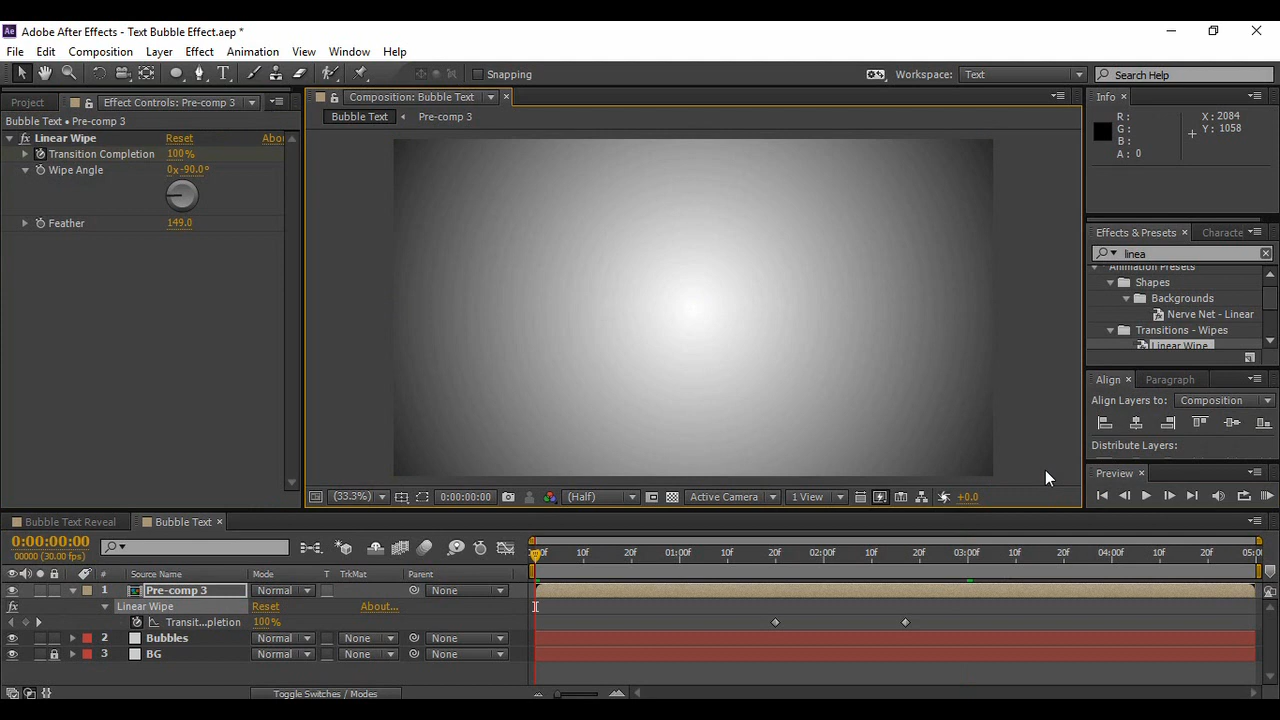 Adobe After Effects - Text Bubble Effect.aep *
File Edit Composition Layer Effect Animation View Window Help
Snapping Workspace: Text Search Help
Project Effect Controls: Pre-comp 3 Composition: Bubble Text Info
Bubble Text • Pre-comp 3 Bubble Text Pre-comp 3
R: X: 2084
G: Y: 1058
B:
A: 0
fx Linear Wipe Reset Abou
Transition Completion 100%
Wipe Angle 0x-90.0°
Feather 149.0
Effects & Presets Characte
linea
Animation Presets
Shapes
Backgrounds
Nerve Net - Linear
Transitions - Wipes
Linear Wipe
Align Paragraph
Align Layers to: Composition
Distribute Layers:
Preview
(33.3%) 0:00:00:00 (Half) Active Camera 1 View +0.0
Bubble Text Reveal Bubble Text
0:00:00:00
00000 (30.00 fps)
10f 20f 01:00f 10f 20f 02:00f 10f 20f 03:00f 10f 20f 04:00f 10f 20f 05:00
# Source Name Mode T TrkMat Parent
1 Pre-comp 3 Normal None
fx Linear Wipe Reset About...
Transit...pletion 100%
2 Bubbles Normal None None
3 BG Normal None None
Toggle Switches / Modes